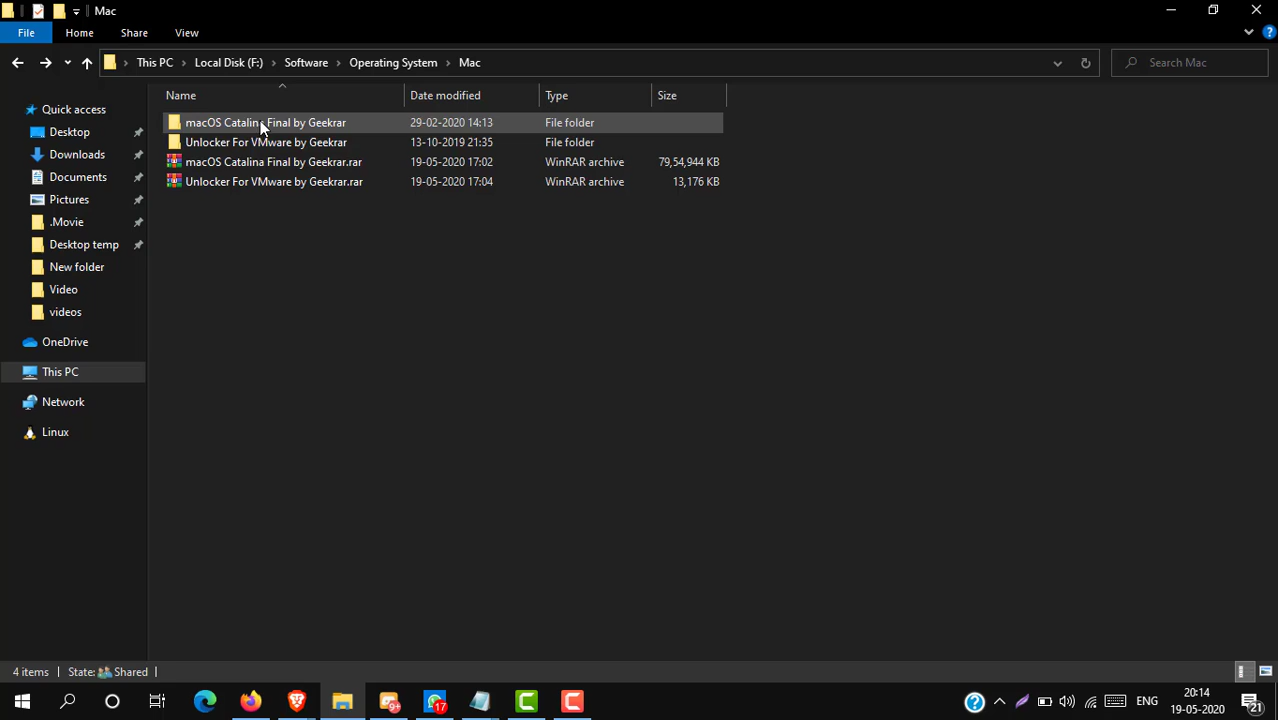 Mac
File Home Share View
This PC Local Disk (F:) Software Operating System Mac Search Mac
Name Date modified Type Size
Quick access
Desktop
Downloads
Documents
Pictures
.Movie
Desktop temp
New folder
Video
videos
OneDrive
This PC
Network
Linux
macOS Catalina Final by Geekrar 29-02-2020 14:13 File folder
Unlocker For VMware by Geekrar 13-10-2019 21:35 File folder
macOS Catalina Final by Geekrar.rar 19-05-2020 17:02 WinRAR archive 79,54,944 KB
Unlocker For VMware by Geekrar.rar 19-05-2020 17:04 WinRAR archive 13,176 KB
4 items State: Shared
9+ 17 ENG 20:14
19-05-2020 21